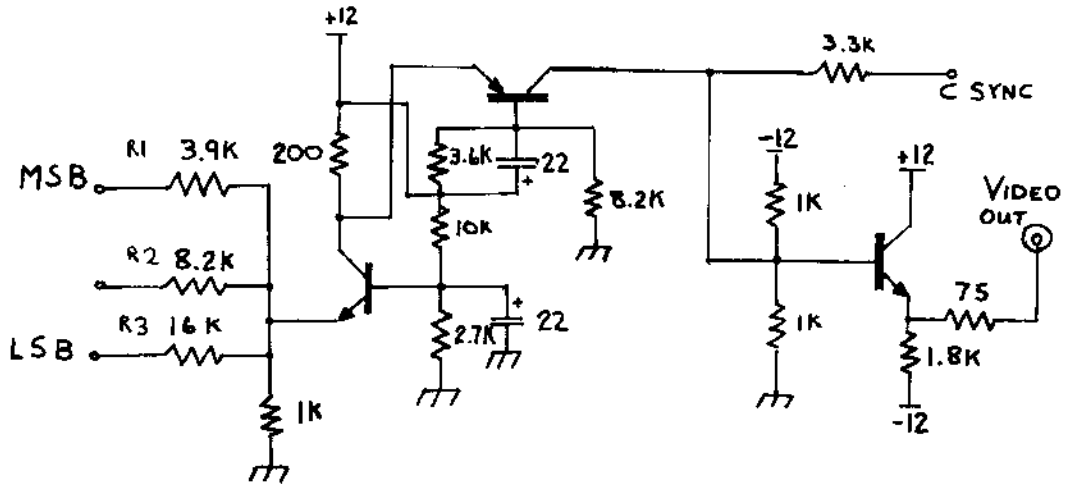 +12
3.3K
C SYNC
R1 3.9K
200
3.6K
22
-12
+12
MSB
8.2K
1K
VIDEO OUT
10K
R2 8.2K
75
R3 16K
2.7K
22
1K
1.8K
LSB
1K
-12